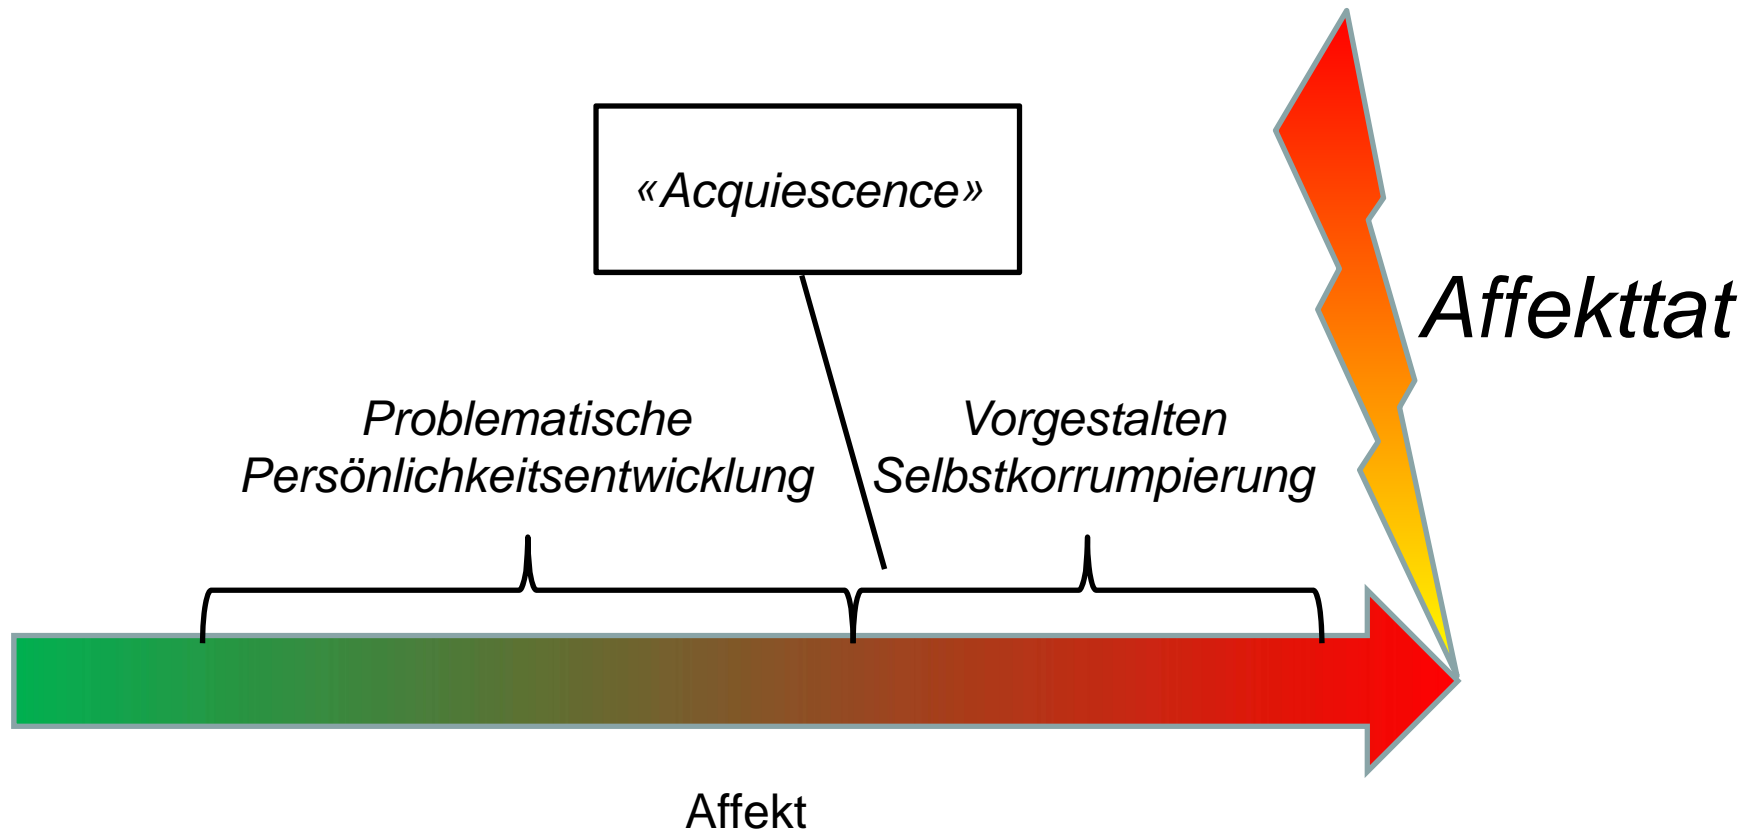 «Acquiescence»
Affekttat
Problematische
Persönlichkeitsentwicklung
Vorgestalten
Selbstkorrumpierung
Affekt